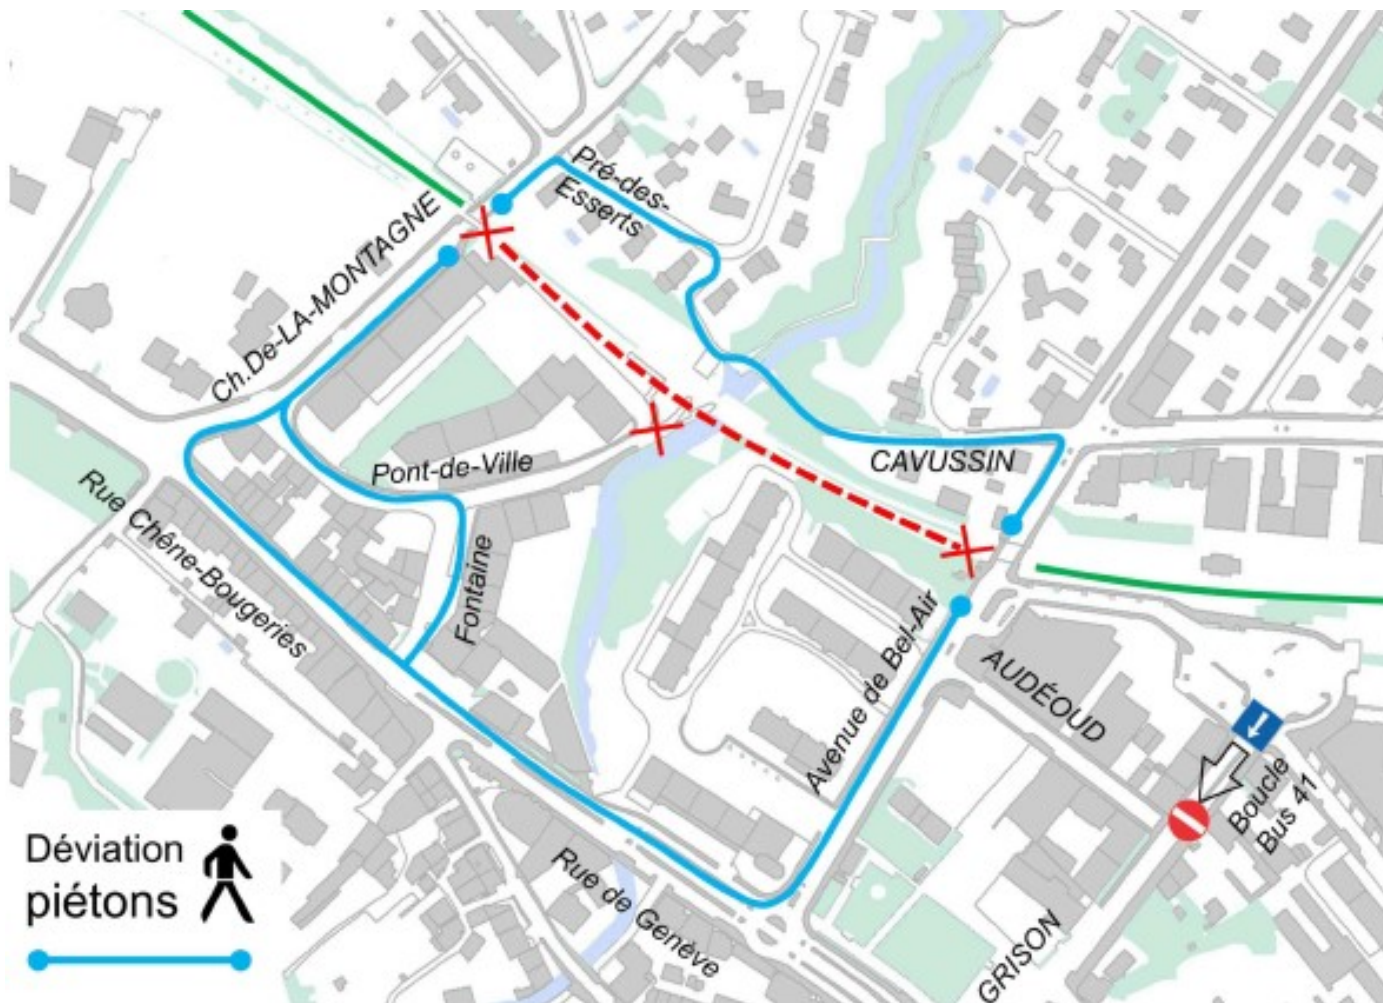 Pré-des-
Esserts
Ch.De-LA-MONTAGNE
Pont-de-Ville
CAVUSSIN
Rue Chêne-Bougeries
Fontaine
Avenue de Bel-Air
AUDÉOUD
Boucle
Bus 41
Rue de Genève
GRISON
Déviation
piétons